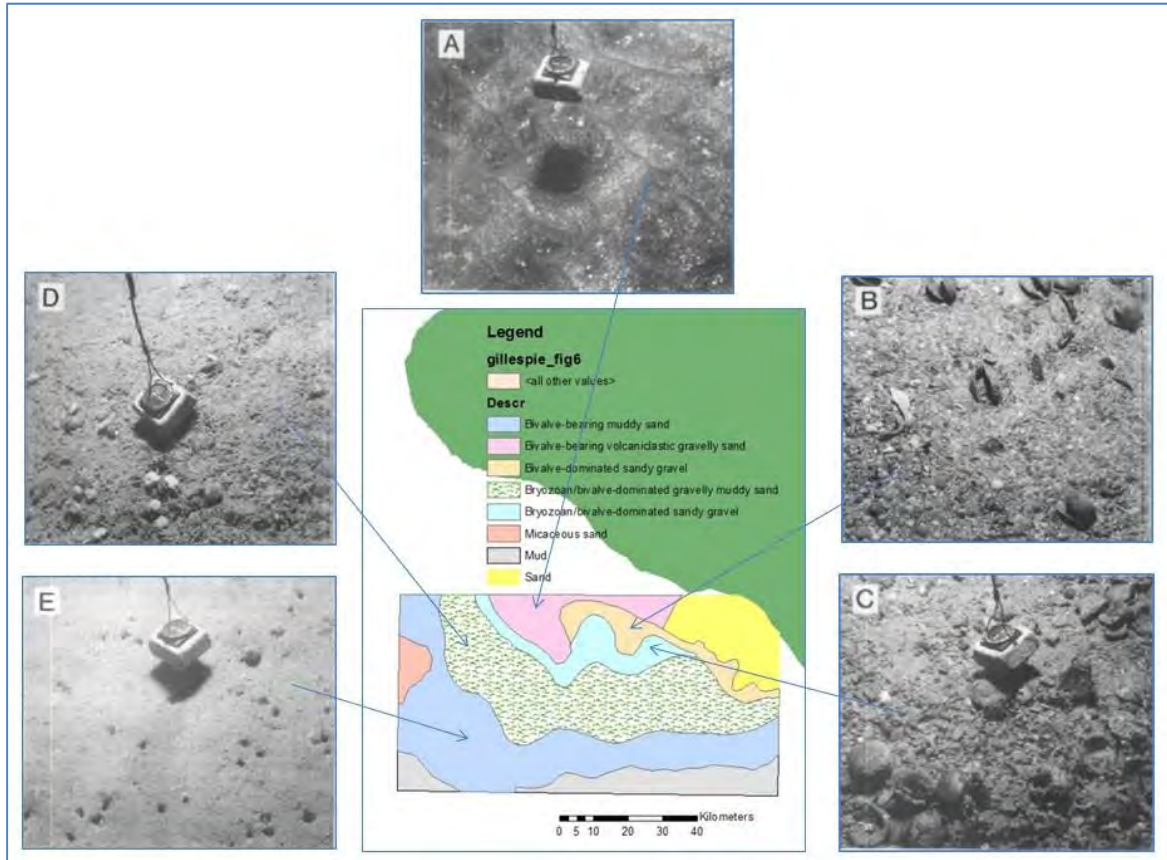 A
D
B
Legend
gillespie_fig6
<all other values>
Descr
Bivalve-bearing muddy sand
Bivalve-bearing volcaniclastic gravelly sand
Bivalve-dominated sandy gravel
Bryozoan/bivalve-dominated gravelly muddy sand
Bryozoan/bivalve-dominated sandy gravel
Micaceous sand
Mud
Sand
E
C
Kilometers
0 5 10 20 30 40